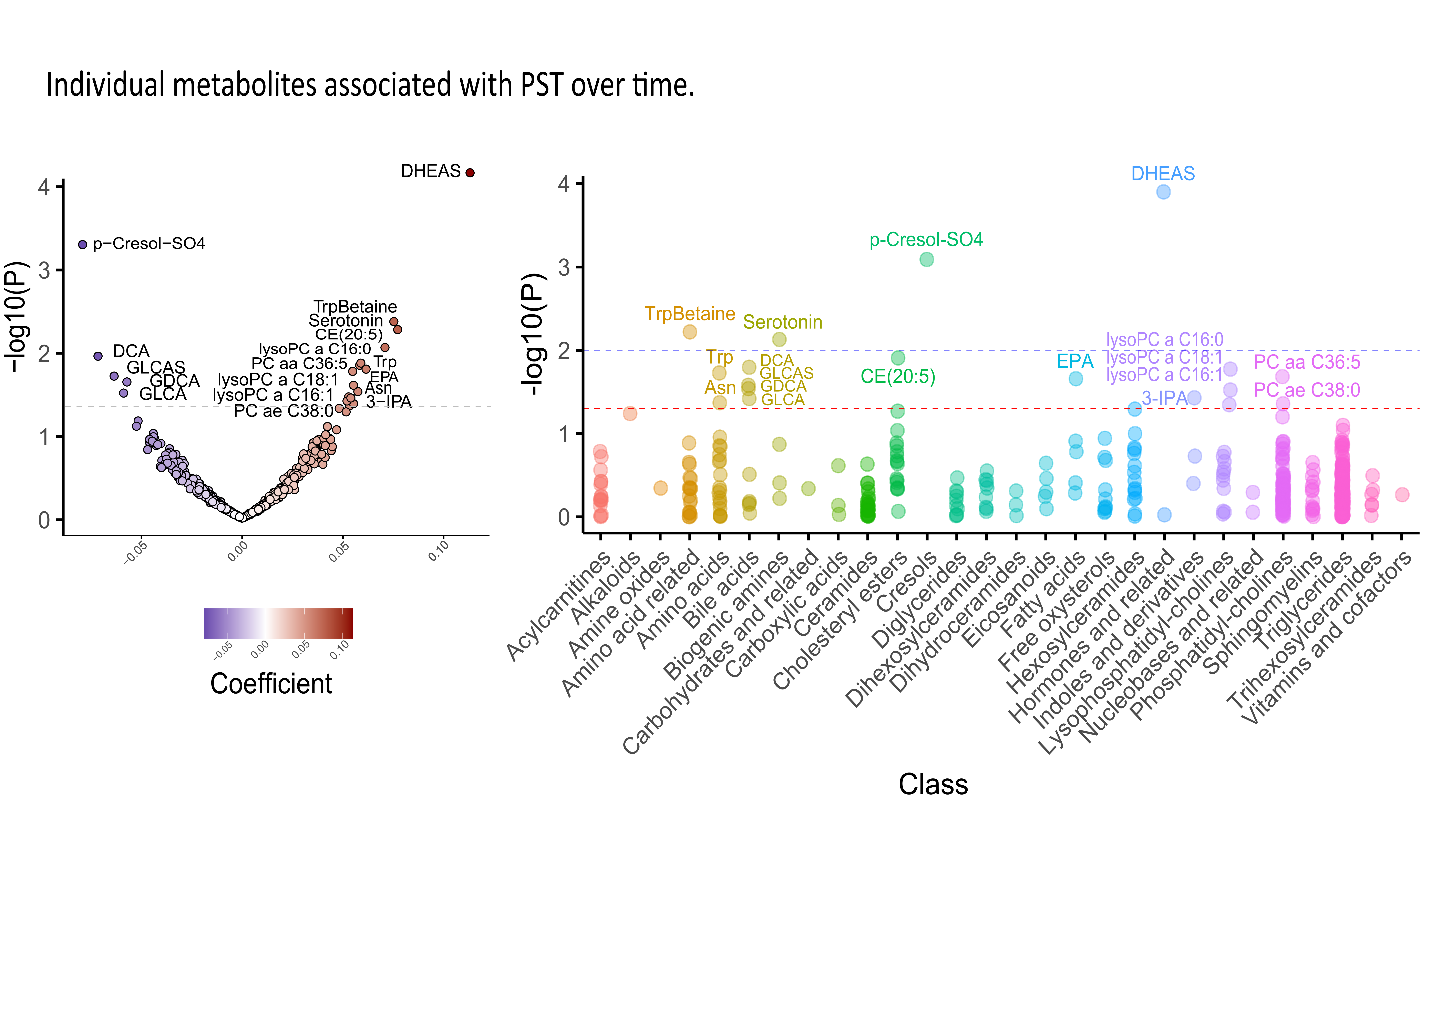 Individual metabolites associated with PST over time.
−log10(P)
4
3
2
1
0
DHEAS
p−Cresol−SO4
TrpBetaine
Serotonin
CE(20:5)
lysoPC a C16:0
PC aa C36:5
Trp
lysoPC a C18:1
EPA
lysoPC a C16:1
Asn
PC ae C38:0
3−IPA
DCA
GLCAS
GDCA
GLCA
−0.05
0.00
0.05
0.10
−0.05
0.00
0.05
0.10
Coefficient
-log10(P)
4
3
2
1
0
DHEAS
p-Cresol-SO4
TrpBetaine
Serotonin
Trp
Asn
DCA
GLCAS
GDCA
GLCA
CE(20:5)
EPA
lysoPC a C16:0
lysoPC a C18:1
lysoPC a C16:1
3-IPA
PC aa C36:5
PC ae C38:0
Acylcarnitines
Alkaloids
Amine oxides
Amino acid related
Amino acids
Bile acids
Biogenic amines
Carbohydrates and related
Carboxylic acids
Ceramides
Cholesteryl esters
Cresols
Diglycerides
Dihexosylceramides
Dihydroceramides
Eicosanoids
Fatty acids
Free oxysterols
Hexosylceramides
Hormones and related
Indoles and derivatives
Lysophosphatidyl-cholines
Nucleobases and related
Phosphatidyl-cholines
Sphingomyelins
Triglycerides
Trihexosylceramides
Vitamins and cofactors
Class